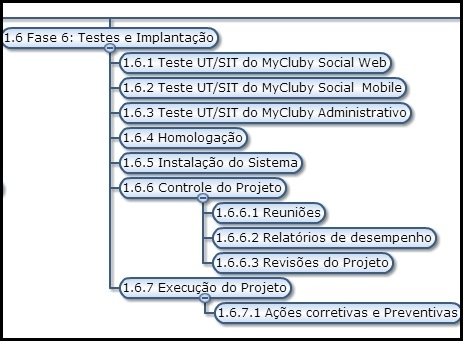 1.6 Fase 6: Testes e Implantação
1.6.1 Teste UT/SIT do MyCluby Social Web
1.6.2 Teste UT/SIT do MyCluby Social Mobile
1.6.3 Teste UT/SIT do MyCluby Administrativo
1.6.4 Homologação
1.6.5 Instalação do Sistema
1.6.6 Controle do Projeto
1.6.6.1 Reuniões
1.6.6.2 Relatórios de desempenho
1.6.6.3 Revisões do Projeto
1.6.7 Execução do Projeto
1.6.7.1 Ações corretivas e Preventivas